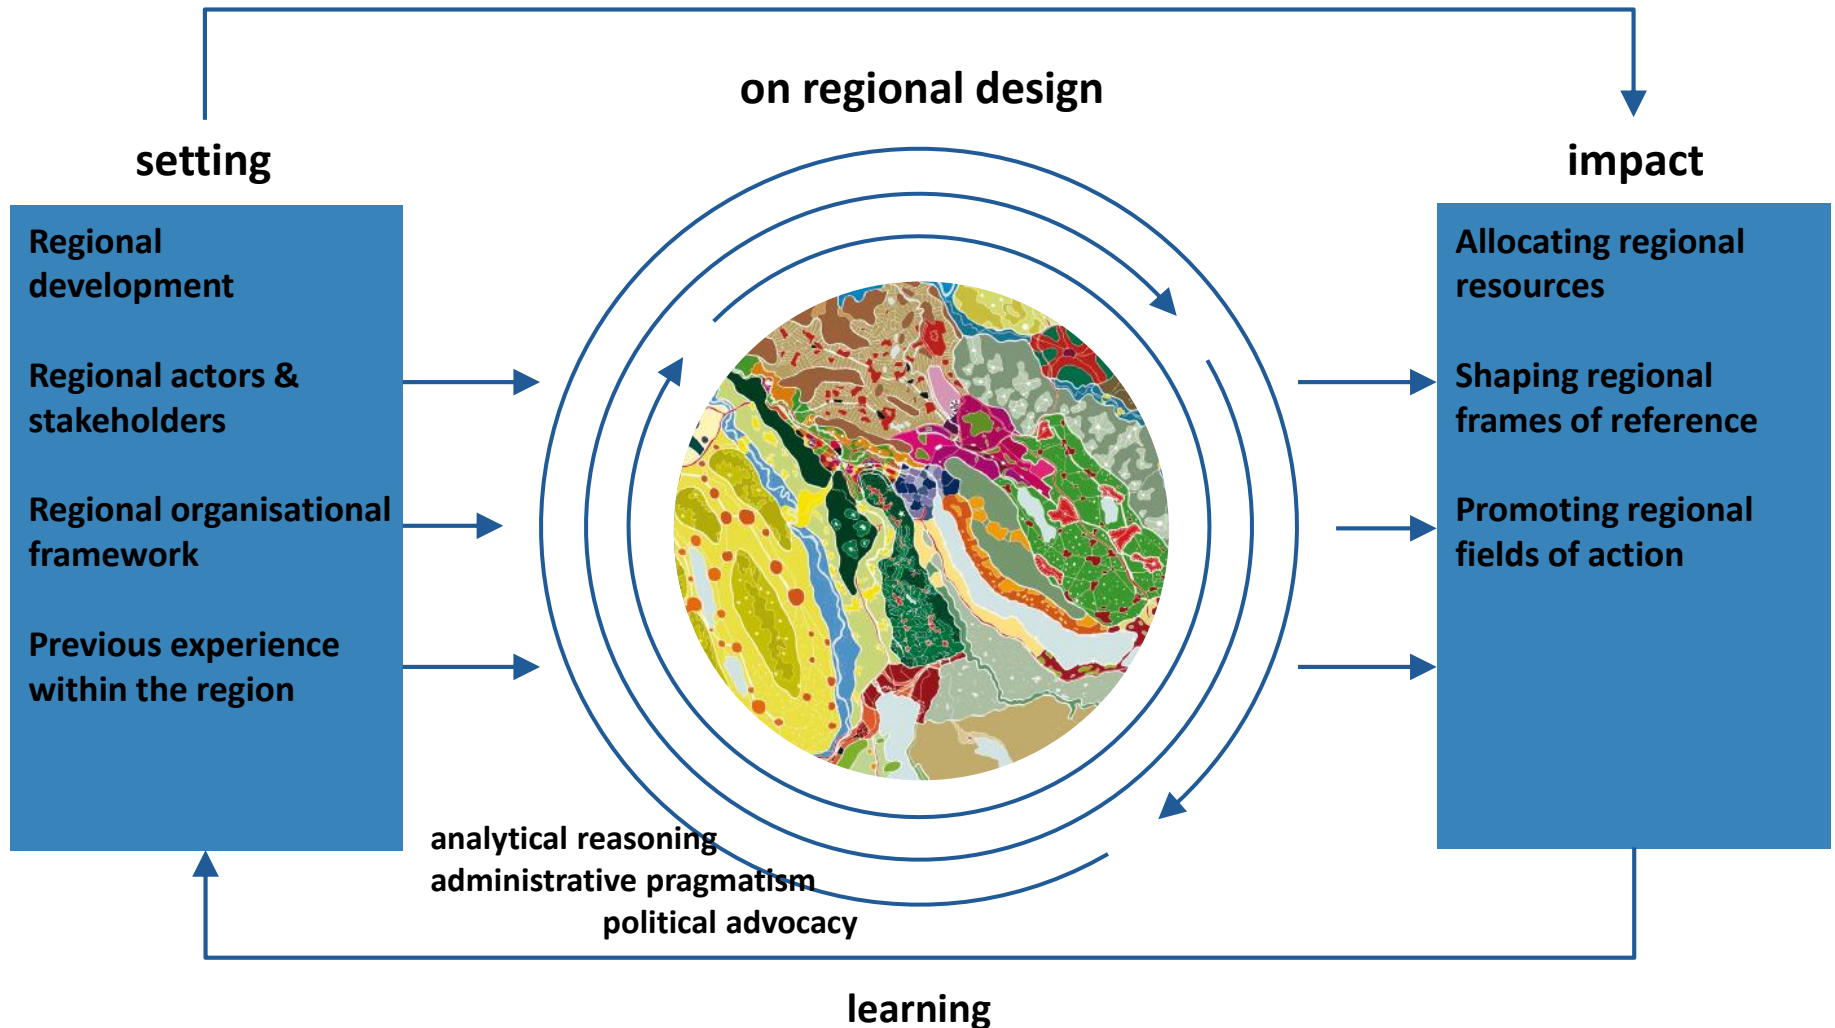 on regional design
setting
impact
Regional
development
Regional actors &
stakeholders
Regional organisational
framework
Previous experience
within the region
Allocating regional
resources
Shaping regional
frames of reference
Promoting regional
fields of action
analytical reasoning
administrative pragmatism
political advocacy
learning